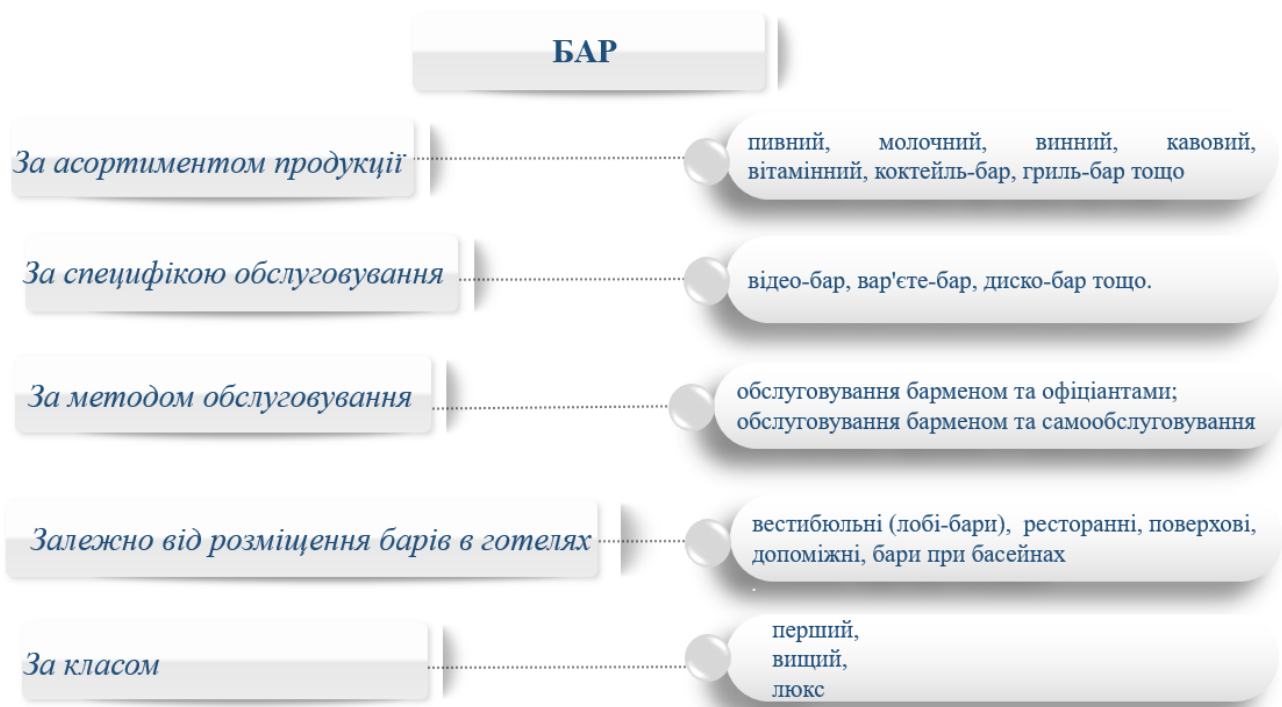 БАР
За асортиментом продукції
пивний, молочний, винний, кавовий,
вітамінний, коктейль-бар, гриль-бар тощо
За специфікою обслуговування
відео-бар, вар'єте-бар, диско-бар тощо.
За методом обслуговування
обслуговування барменом та офіціантами;
обслуговування барменом та самообслуговування
Залежно від розміщення барів в готелях
вестибюльні (лобі-бари), ресторанні, поверхові,
допоміжні, бари при басейнах
.
За класом
перший,
вищий,
люкс